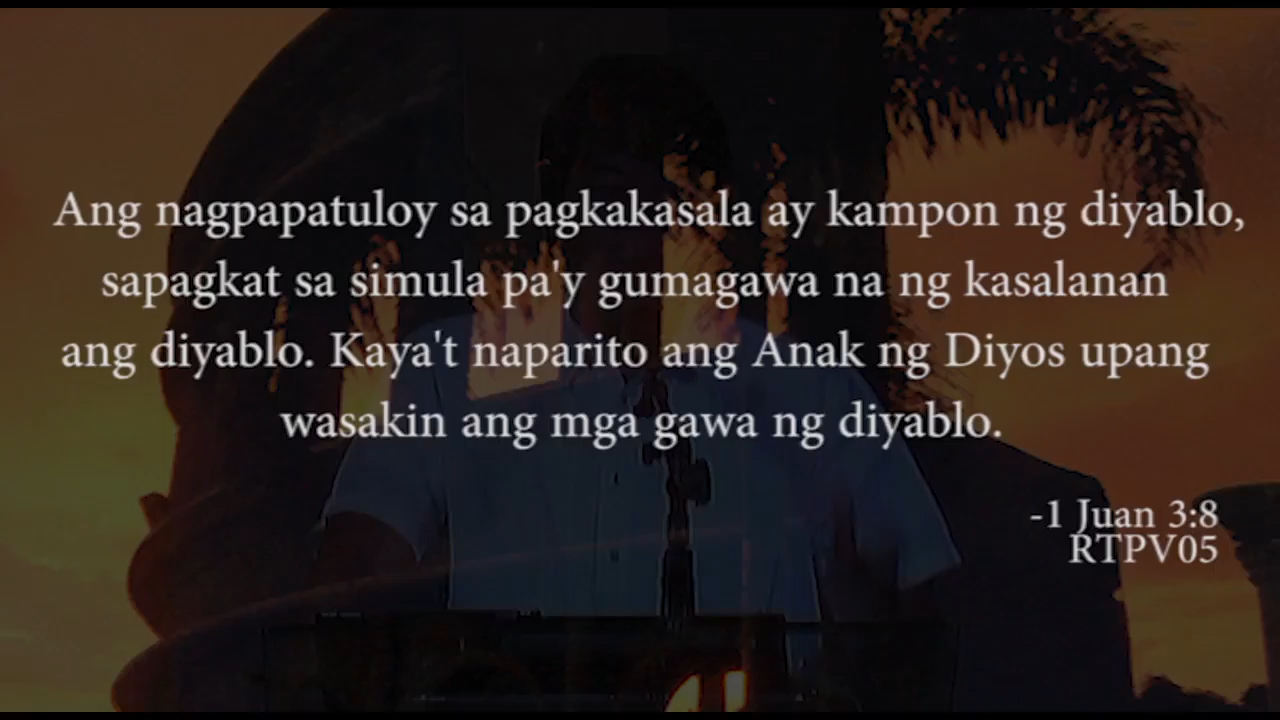 Ang nagpapatuloy sa pagkakasala ay kampon ng diyablo,
sapagkat sa simula pa'y gumagawa na ng kasalanan
ang diyablo. Kaya't naparito ang Anak ng Diyos upang
wasakin ang mga gawa ng diyablo.
-1 Juan 3:8
RTPV05